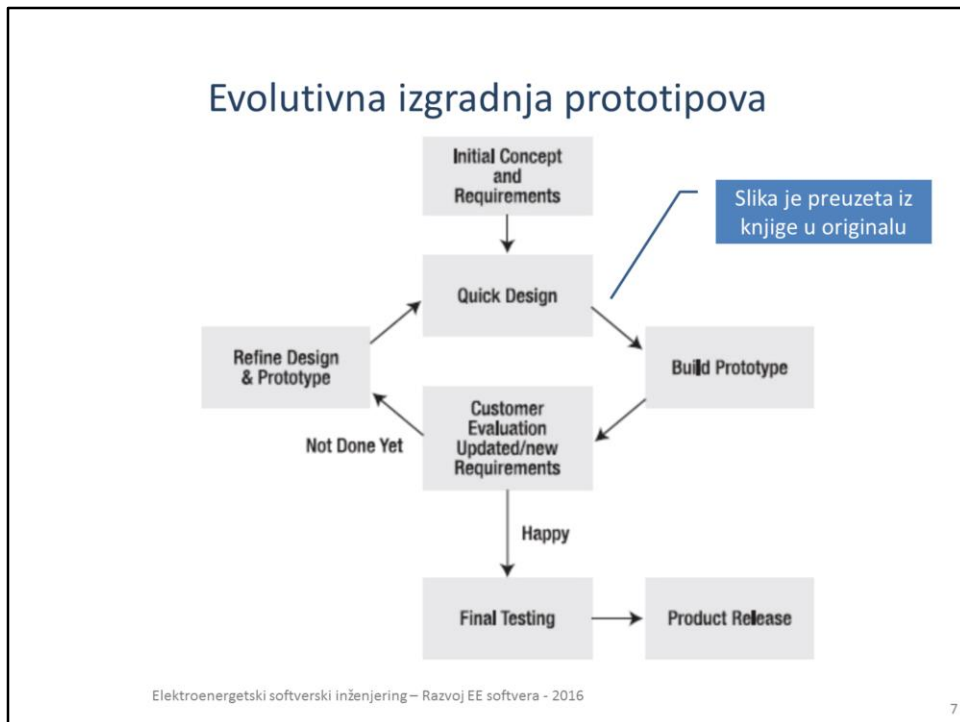 Evolutivna izgradnja prototipova
Initial Concept
and
Requirements
Slika je preuzeta iz
knjige u originalu
Quick Design
Refine Design
& Prototype
Build Prototype
Customer
Evaluation
Updated/new
Requirements
Not Done Yet
Happy
Final Testing
Product Release
Elektroenergetski softverski inženjering – Razvoj EE softvera - 2016
7